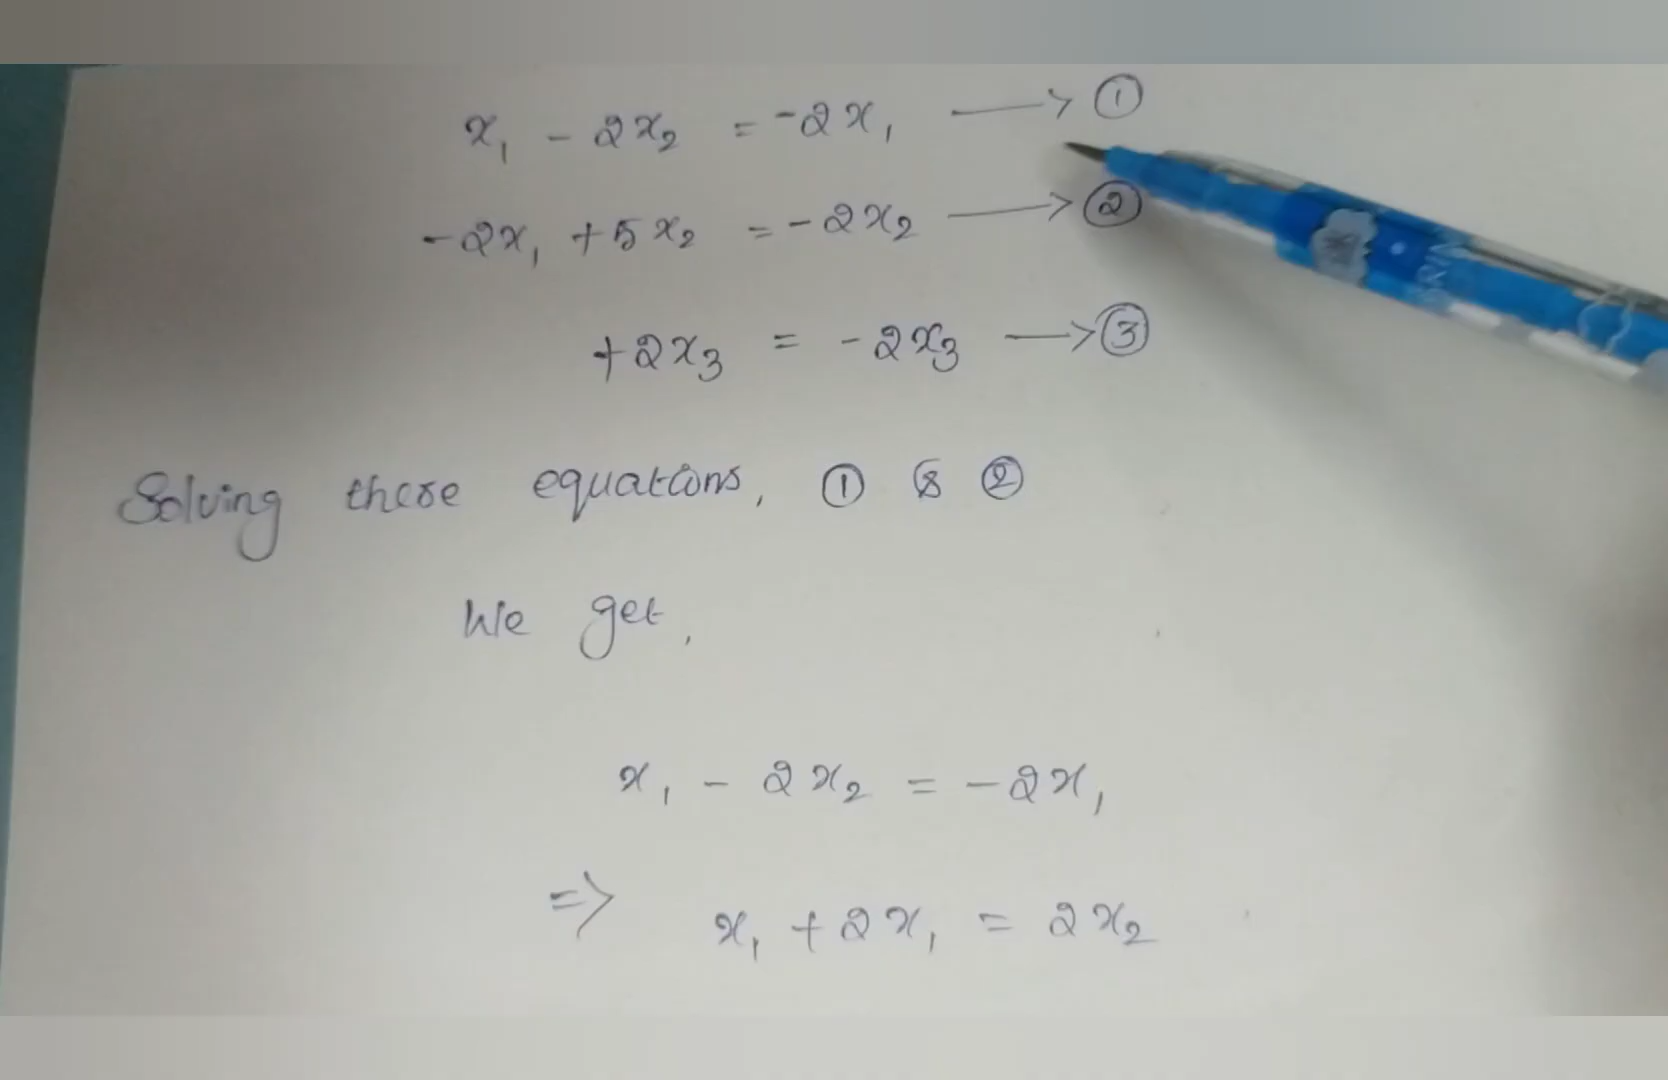 x₁ - 2x₂ = -2x₁ ⟶ ①
-2x₁ + 5x₂ = -2x₂ ⟶ ②
+2x₃ = -2x₃ ⟶ ③
Solving these equations, ① & ②
We get,
x₁ - 2x₂ = -2x₁
=> x₁ + 2x₁ = 2x₂